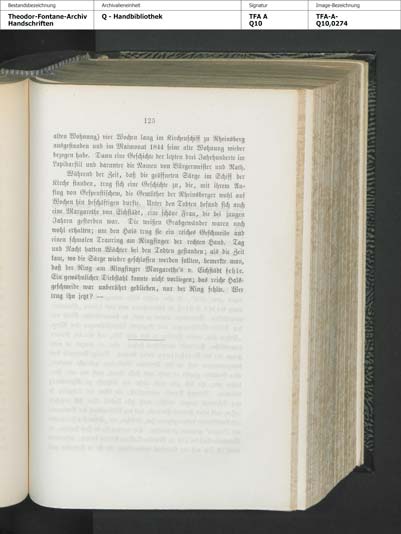 Bestandsbezeichnung
Archivalieneinheit
Signatur
Image-Bezeichnung
Theodor-Fontane-Archiv
Handschriften
Q - Handbibliothek
TFA A
Q10
TFA-A-
Q10,0274
125
alten Wohnung) vier Wochen lang im Kirchenschiff zu Rheinsberg
ausgestanden und im Maimonat 1844 seine alte Wohnung wieder
bezogen habe. Dann eine Geschichte der letzten drei Jahrhunderte im
Lapidarstil und darunter die Namen von Bürgermeister und Rath.
Während der Zeit, daß die geöffneten Särge im Schiff der
Kirche standen, trug sich eine Geschichte zu, die, mit ihrem An-
flug von Gespenstischem, die Gemüther der Rheinsberger wohl auf
Wochen hin beschäftigen durfte. Unter den Todten befand sich auch
eine Margarethe von Eichstädt, eine schöne Frau, die bei jungen
Jahren gestorben war. Die weißen Grabgewänder waren noch
wohl erhalten; um den Hals trug sie ein reiches Geschmeide und
einen schmalen Trauring am Ringfinger der rechten Hand. Tag
und Nacht hatten Wächter bei den Todten gestanden; als die Zeit
kam, wo die Särge wieder geschlossen werden sollten, bemerkte man,
daß der Ring am Ringfinger Margarethe's v. Eichstädt fehle.
Ein gewöhnlicher Diebstahl konnte nicht vorliegen; das reiche Hals-
geschmeide war unberührt geblieben, nur der Ring fehlte. Wer
trug ihn jetzt? —